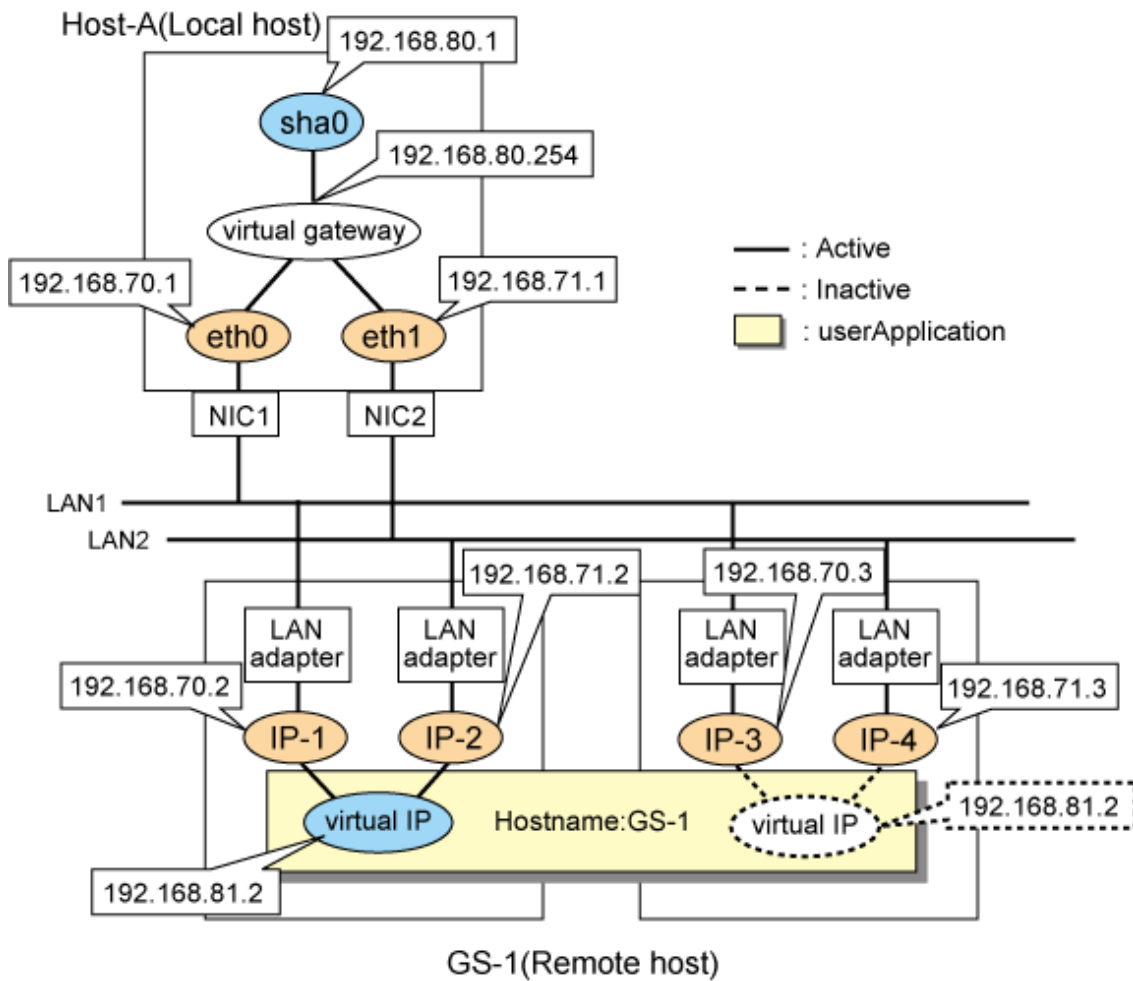 Host-A(Local host)
192.168.80.1
sha0
192.168.80.254
virtual gateway
192.168.70.1
192.168.71.1
eth0
eth1
NIC1
NIC2
: Active
: Inactive
: userApplication
LAN1
LAN2
192.168.71.2
192.168.70.3
LAN
adapter
LAN
adapter
LAN
adapter
LAN
adapter
192.168.70.2
192.168.71.3
IP-1
IP-2
IP-3
IP-4
virtual IP
Hostname:GS-1
virtual IP
192.168.81.2
192.168.81.2
GS-1(Remote host)